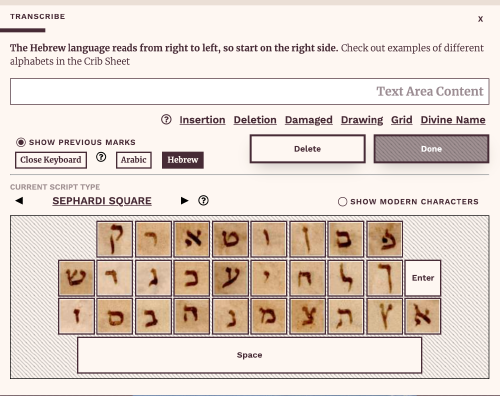 TRANSCRIBE
x
The Hebrew language reads from right to left, so start on the right side. Check out examples of different
alphabets in the Crib Sheet
Text Area Content
? Insertion Deletion Damaged Drawing Grid Divine Name
SHOW PREVIOUS MARKS
Close Keyboard ? Arabic Hebrew
Delete Done
CURRENT SCRIPT TYPE
SEPHARDI SQUARE ?
SHOW MODERN CHARACTERS
ק ר א ט ו ן ם פ
ש ד ג כ ע י ח ל ך Enter
ז ס ב ה נ מ צ ת ץ א
Space